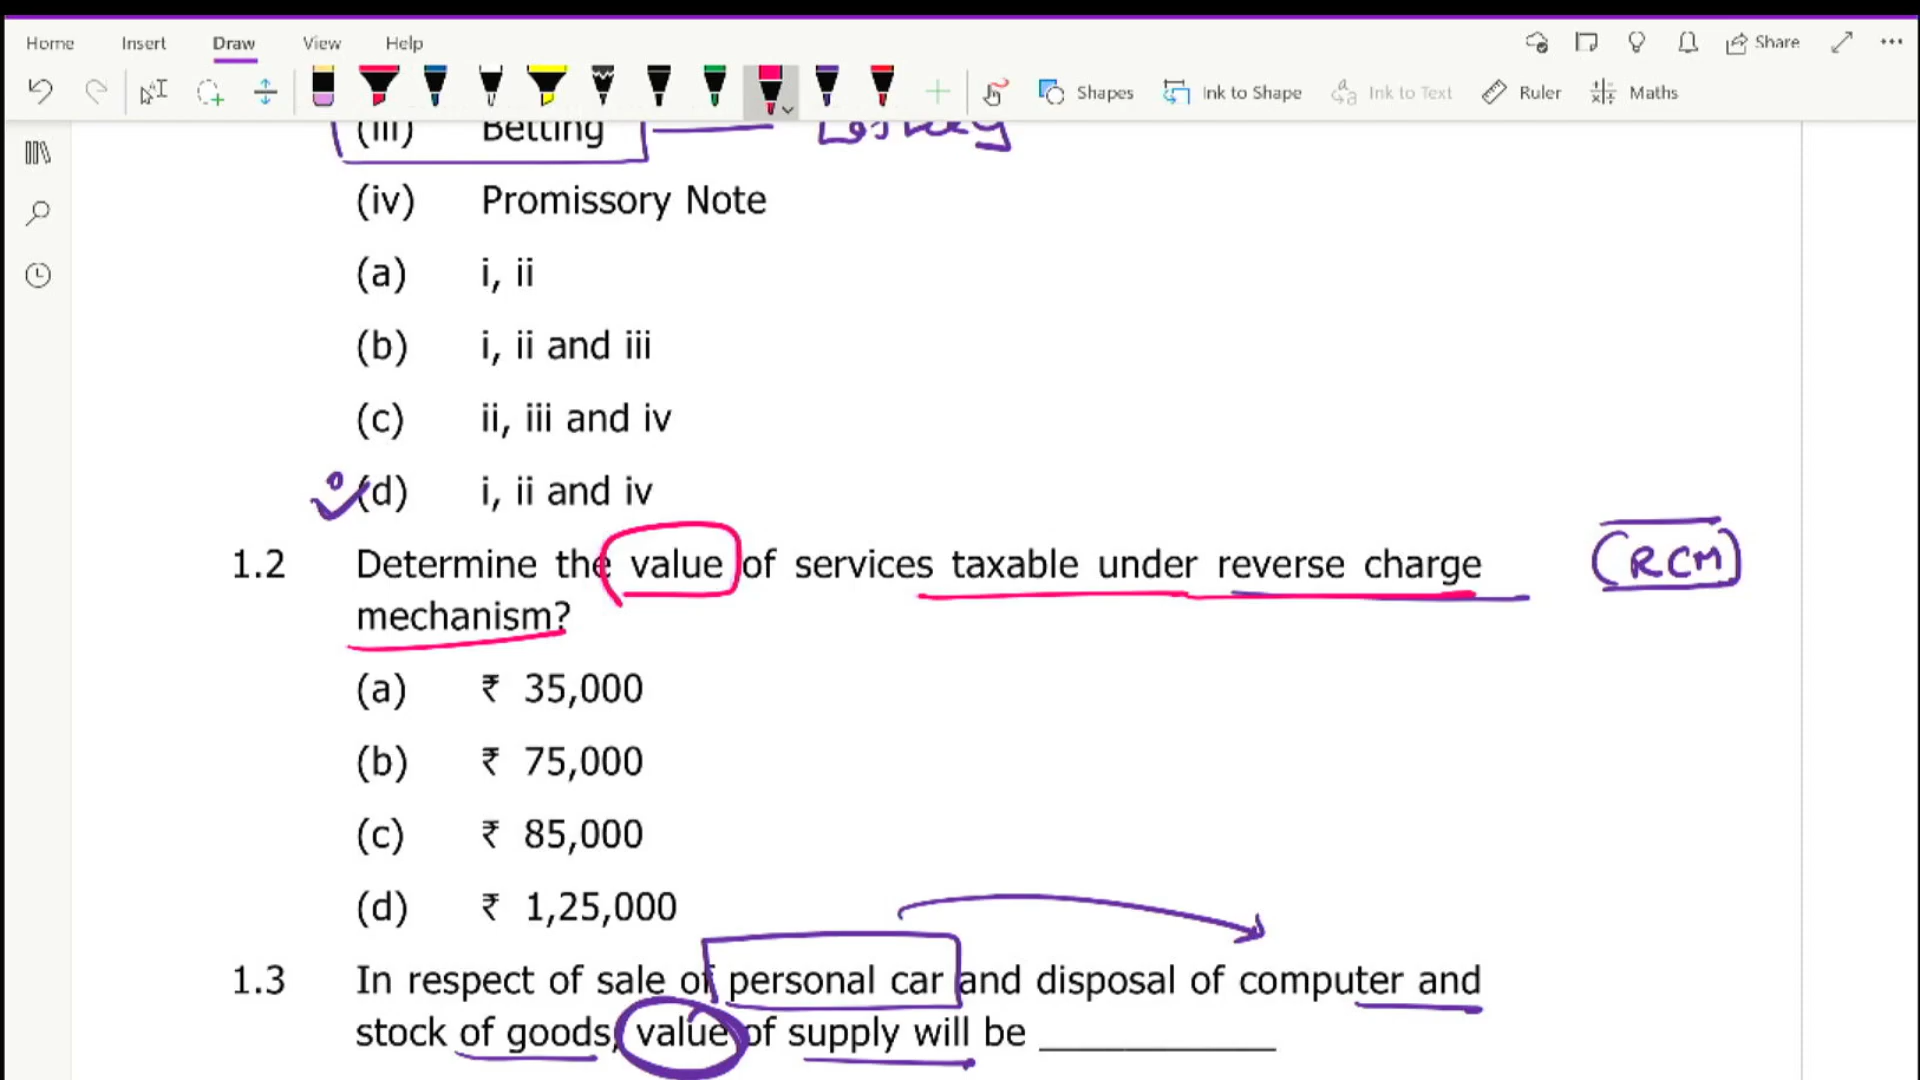 Home Insert Draw View Help Share
Shapes Ink to Shape Ink to Text Ruler Maths
(iii) Betting Lottery
(iv) Promissory Note
(a) i, ii
(b) i, ii and iii
(c) ii, iii and iv
(d) i, ii and iv
1.2 Determine the value of services taxable under reverse charge (RCM)
mechanism?
(a) ₹ 35,000
(b) ₹ 75,000
(c) ₹ 85,000
(d) ₹ 1,25,000
1.3 In respect of sale of personal car and disposal of computer and
stock of goods, value of supply will be ____________